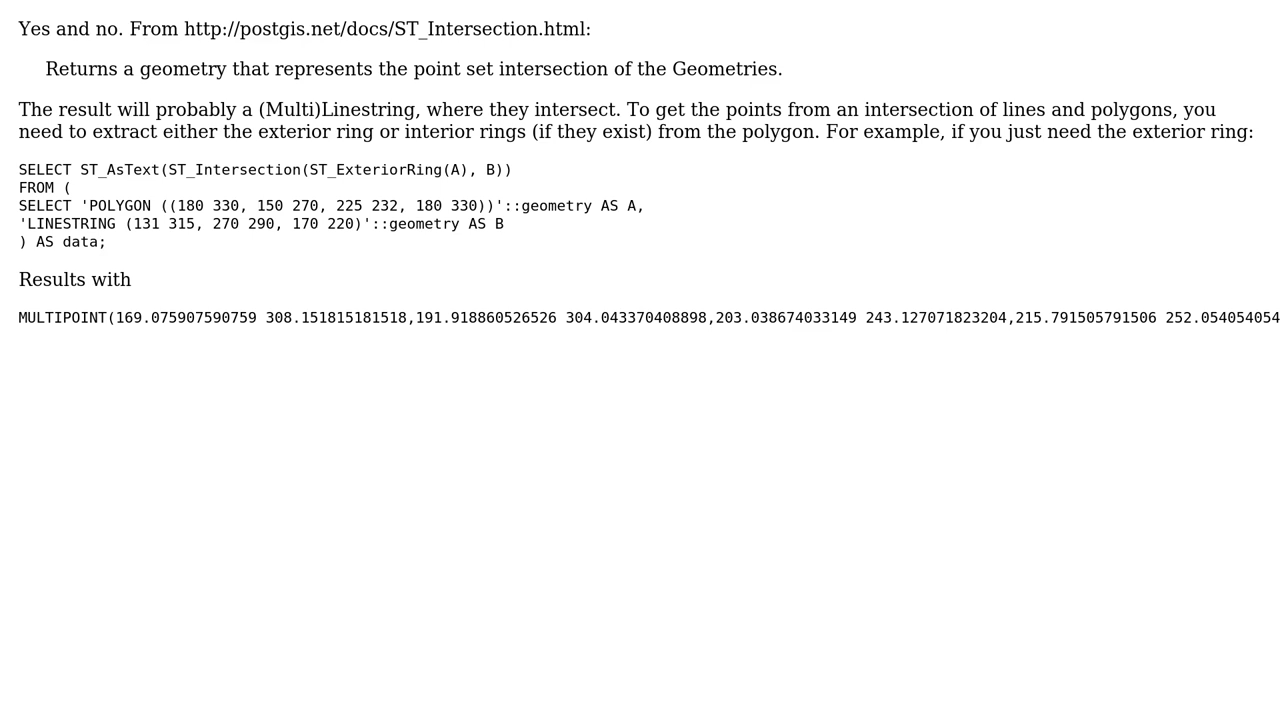 Yes and no. From http://postgis.net/docs/ST_Intersection.html:
Returns a geometry that represents the point set intersection of the Geometries.
The result will probably a (Multi)Linestring, where they intersect. To get the points from an intersection of lines and polygons, you
need to extract either the exterior ring or interior rings (if they exist) from the polygon. For example, if you just need the exterior ring:
SELECT ST_AsText(ST_Intersection(ST_ExteriorRing(A), B))
FROM (
SELECT 'POLYGON ((180 330, 150 270, 225 232, 180 330))'::geometry AS A,
'LINESTRING (131 315, 270 290, 170 220)'::geometry AS B
) AS data;
Results with
MULTIPOINT(169.075907590759 308.151815181518,191.918860526526 304.043370408898,203.038674033149 243.127071823204,215.791505791506 252.054054054